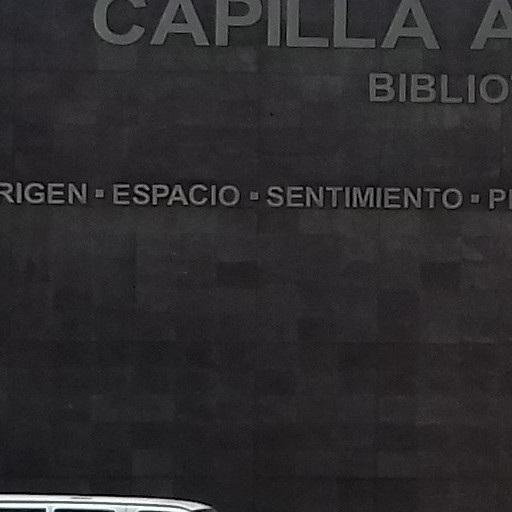 CAPILLA A
BIBLIO
RIGEN ▪ ESPACIO ▪ SENTIMIENTO ▪ P